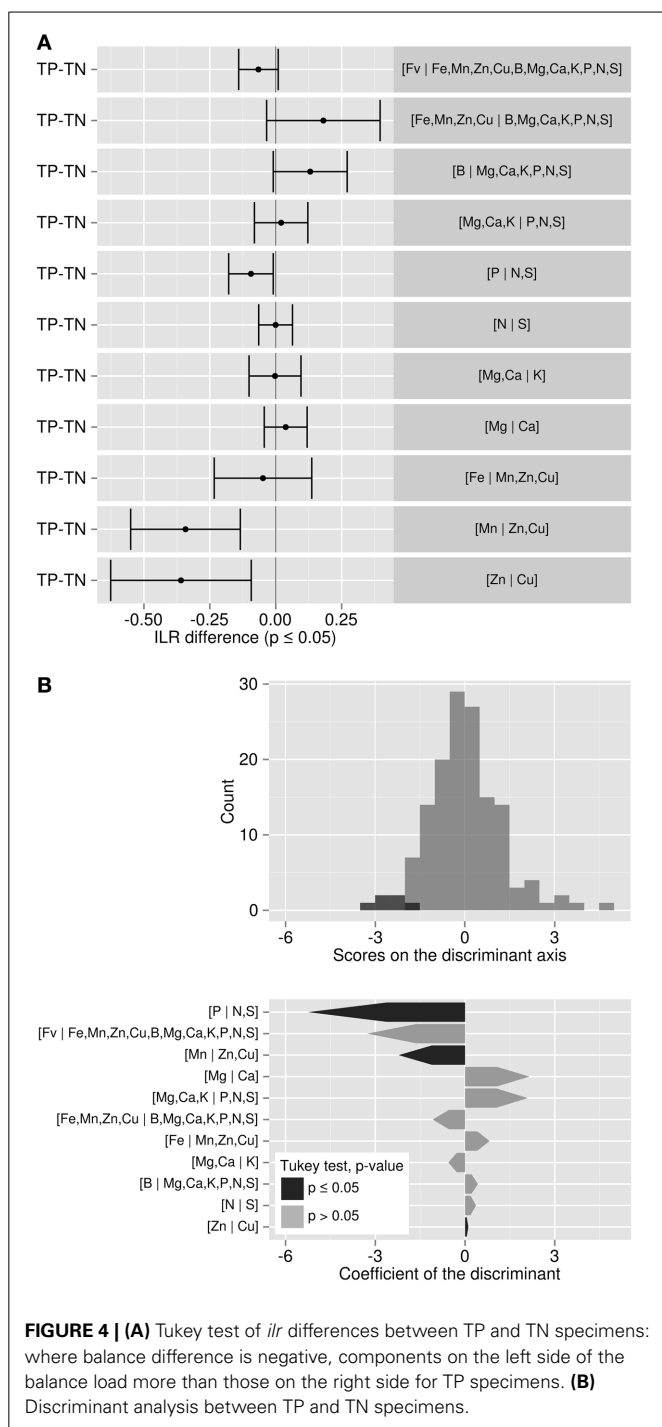 A
TP-TN [Fv | Fe,Mn,Zn,Cu,B,Mg,Ca,K,P,N,S]
TP-TN [Fe,Mn,Zn,Cu | B,Mg,Ca,K,P,N,S]
TP-TN [B | Mg,Ca,K,P,N,S]
TP-TN [Mg,Ca,K | P,N,S]
TP-TN [P | N,S]
TP-TN [N | S]
TP-TN [Mg,Ca | K]
TP-TN [Mg | Ca]
TP-TN [Fe | Mn,Zn,Cu]
TP-TN [Mn | Zn,Cu]
TP-TN [Zn | Cu]
-0.50 -0.25 0.00 0.25
ILR difference (p ≤ 0.05)
B
30
20
10
0
Count
-6 -3 0 3
Scores on the discriminant axis
[P | N,S]
[Fv | Fe,Mn,Zn,Cu,B,Mg,Ca,K,P,N,S]
[Mn | Zn,Cu]
[Mg | Ca]
[Mg,Ca,K | P,N,S]
[Fe,Mn,Zn,Cu | B,Mg,Ca,K,P,N,S]
[Fe | Mn,Zn,Cu]
[Mg,Ca | K]
[B | Mg,Ca,K,P,N,S]
[N | S]
[Zn | Cu]
Tukey test, p-value
p ≤ 0.05
p > 0.05
-6 -3 0 3
Coefficient of the discriminant
FIGURE 4 | (A) Tukey test of ilr differences between TP and TN specimens:
where balance difference is negative, components on the left side of the
balance load more than those on the right side for TP specimens. (B)
Discriminant analysis between TP and TN specimens.